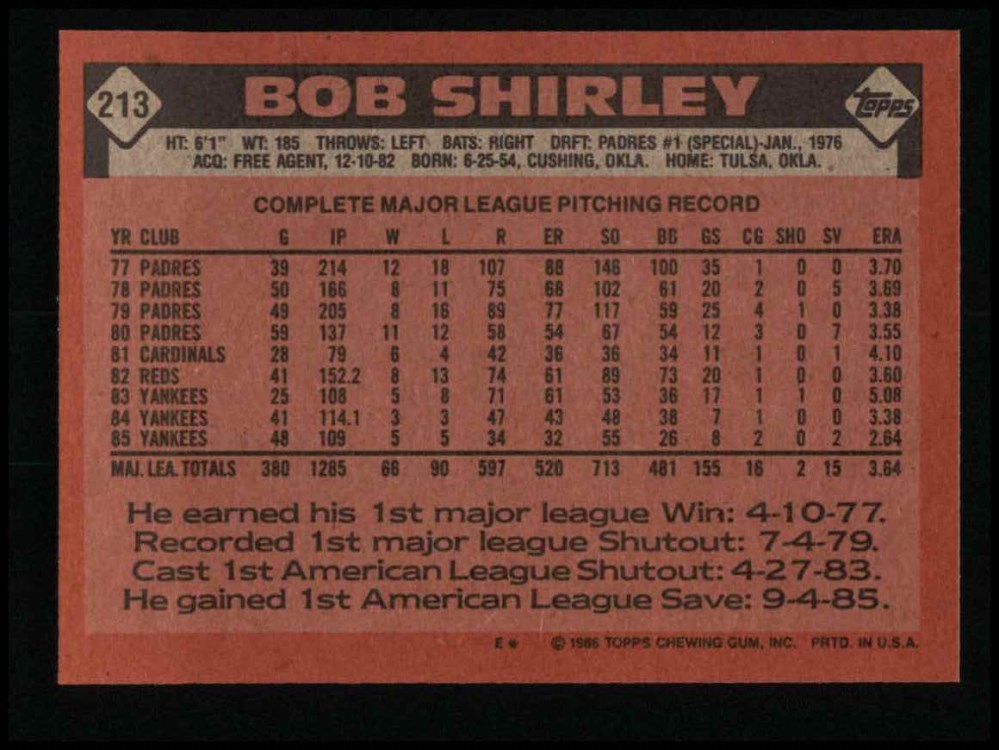 213 BOB SHIRLEY Topps
HT: 6'1" WT: 185 THROWS: LEFT BATS: RIGHT DRFT: PADRES #1 (SPECIAL)-JAN., 1976
ACQ: FREE AGENT, 12-10-82 BORN: 6-25-54, CUSHING, OKLA. HOME: TULSA, OKLA.
COMPLETE MAJOR LEAGUE PITCHING RECORD
YR CLUB G IP W L R ER SO BB GS CG SHO SV ERA
77 PADRES 39 214 12 18 107 88 146 100 35 1 0 0 3.70
78 PADRES 50 166 8 11 75 68 102 61 20 2 0 5 3.69
79 PADRES 49 205 8 16 89 77 117 59 25 4 1 0 3.38
80 PADRES 59 137 11 12 58 54 67 54 12 3 0 7 3.55
81 CARDINALS 28 79 6 4 42 36 36 34 11 1 0 1 4.10
82 REDS 41 152.2 8 13 74 61 89 73 20 1 0 0 3.60
83 YANKEES 25 108 5 8 71 61 53 36 17 1 1 0 5.08
84 YANKEES 41 114.1 3 3 47 43 48 38 7 1 0 0 3.38
85 YANKEES 48 109 5 5 34 32 55 26 8 2 0 2 2.64
MAJ. LEA. TOTALS 380 1285 66 90 597 520 713 481 155 16 2 15 3.64
He earned his 1st major league Win: 4-10-77.
Recorded 1st major league Shutout: 7-4-79.
Cast 1st American League Shutout: 4-27-83.
He gained 1st American League Save: 9-4-85.
E * © 1986 TOPPS CHEWING GUM, INC. PRTD. IN U.S.A.